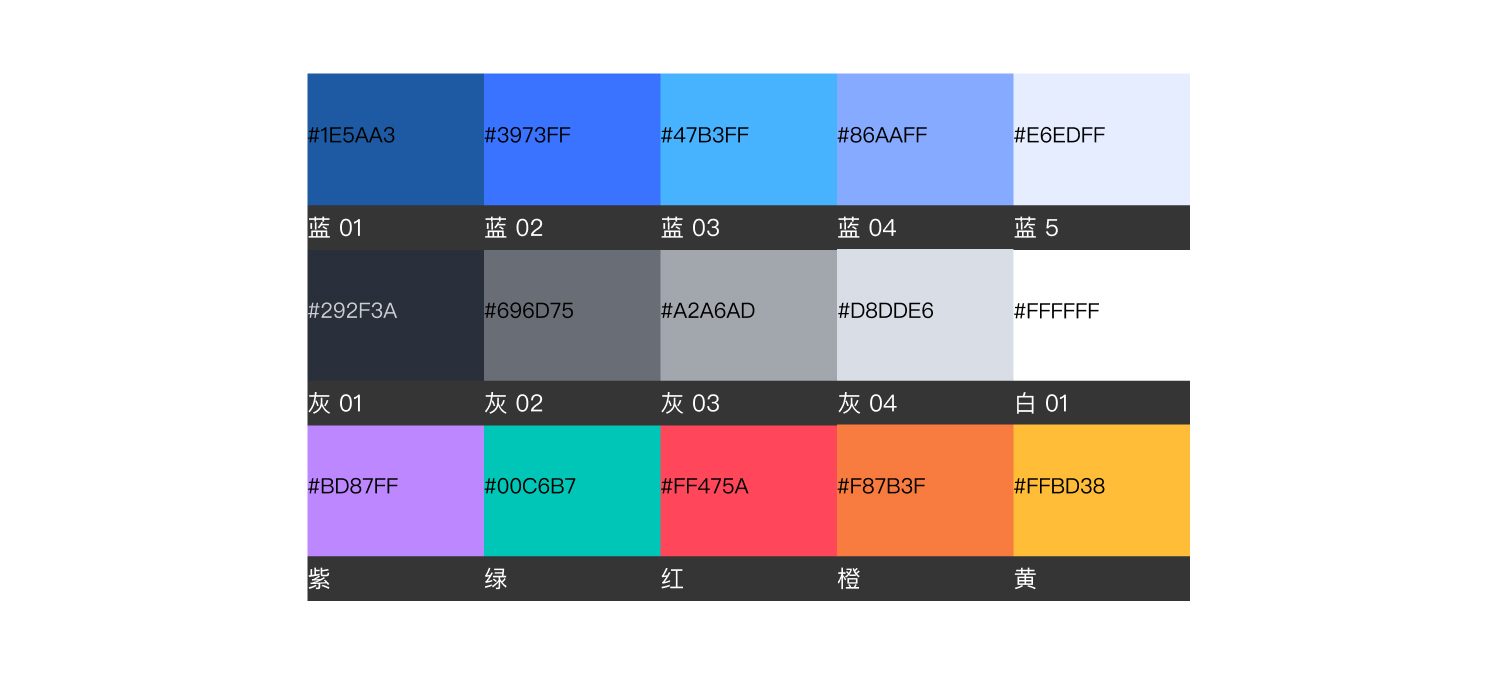 #1E5AA3 #3973FF #47B3FF #86AAFF #E6EDFF
蓝 01 蓝 02 蓝 03 蓝 04 蓝 5
#292F3A #696D75 #A2A6AD #D8DDE6 #FFFFFF
灰 01 灰 02 灰 03 灰 04 白 01
#BD87FF #00C6B7 #FF475A #F87B3F #FFBD38
紫 绿 红 橙 黄